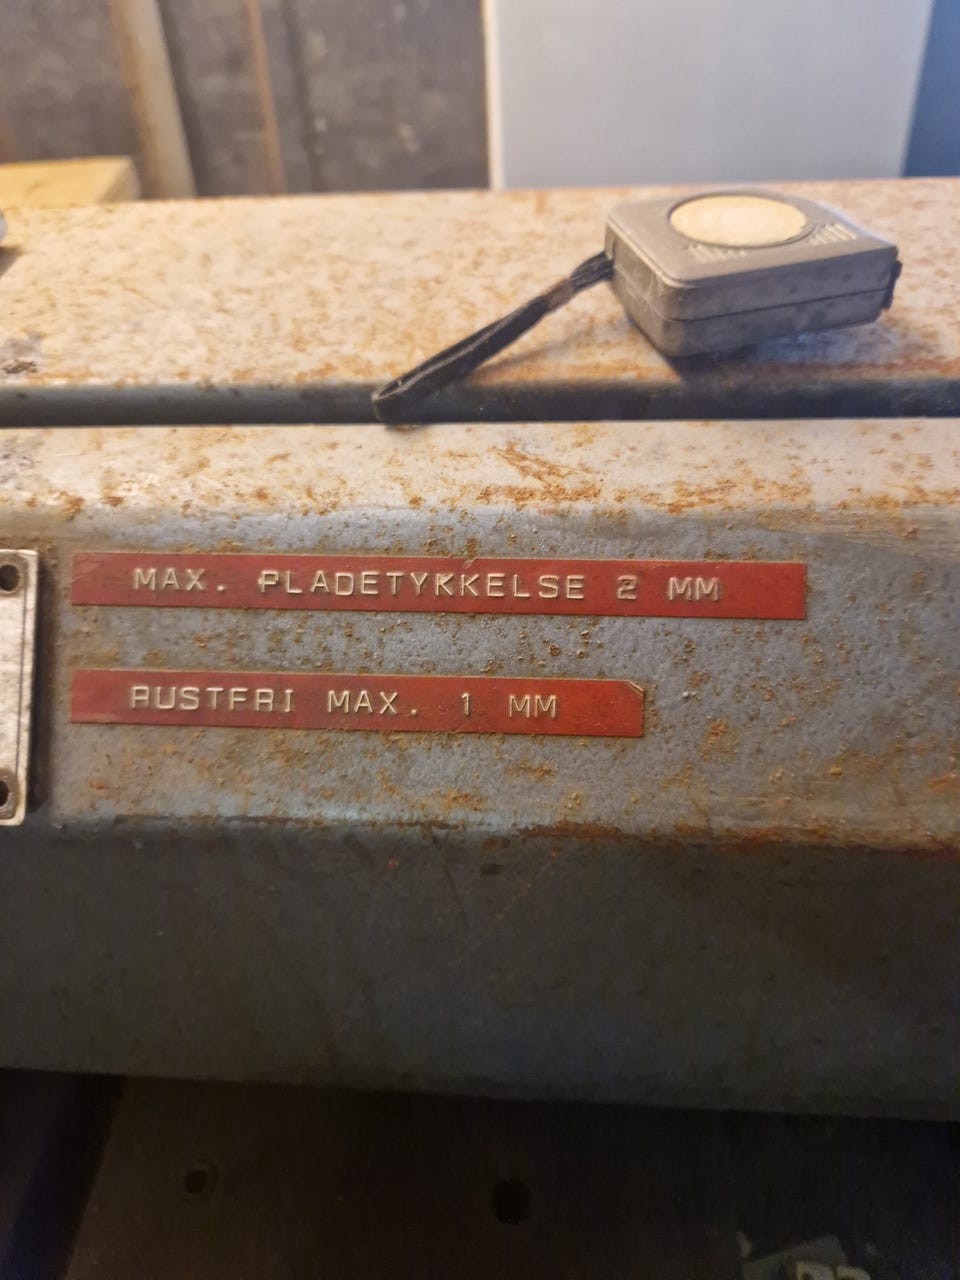 MAX. PLADETYKKELSE 2 MM
RUSTFRI MAX. 1 MM